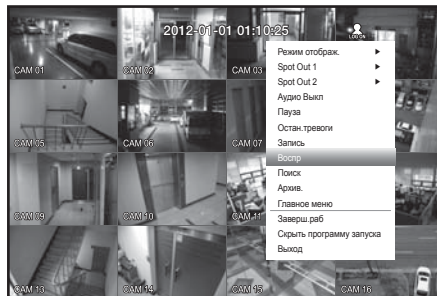 2012-01-01 01:10:25
LOG ON
CAM 01
CAM 02
CAM 03
Режим отображ.
Spot Out 1
Spot Out 2
Аудио Выкл
Пауза
Остан.тревоги
Запись
Воспр
Поиск
Архив.
Главное меню
Заверш.раб
Скрыть программу запуска
Выход
CAM 05
CAM 06
CAM 07
CAM 09
CAM 10
CAM 11
CAM 13
CAM 14
CAM 15
CAM 16